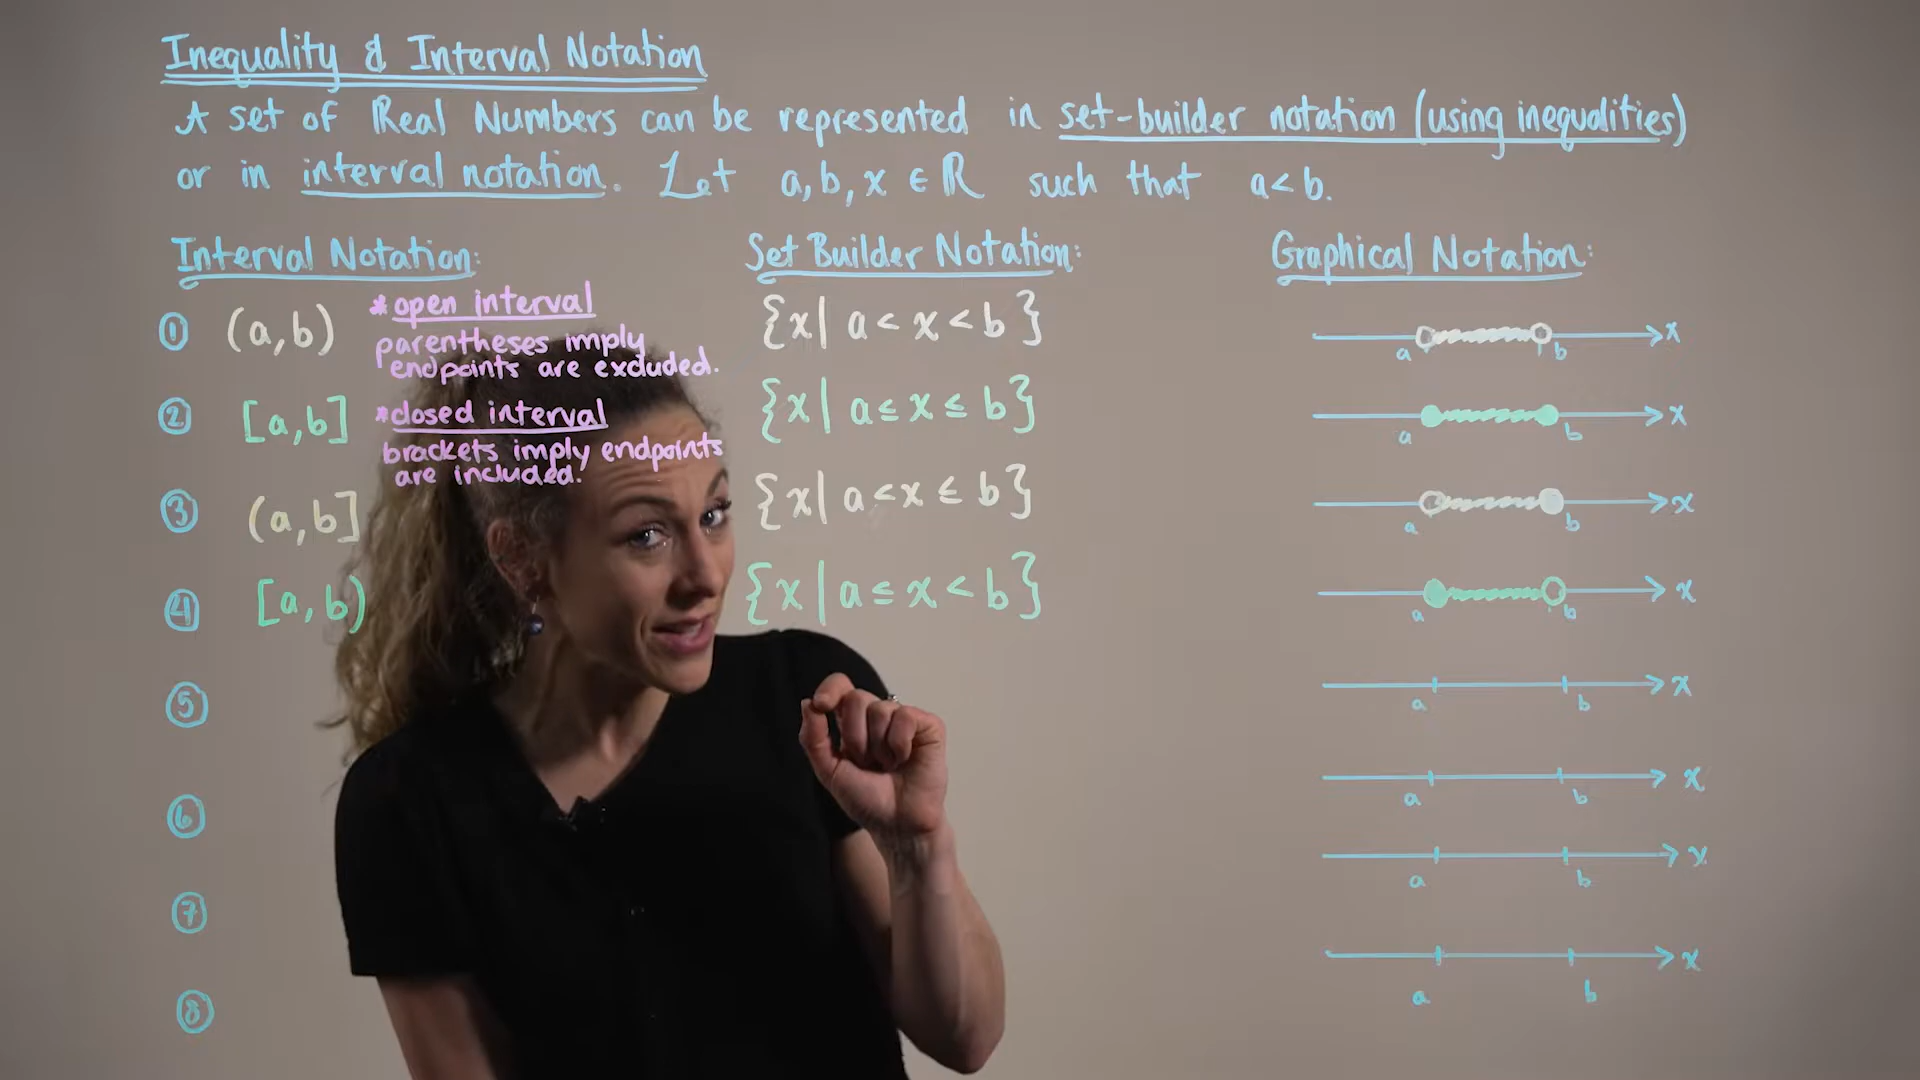 Inequality & Interval Notation
A set of Real Numbers can be represented in set-builder notation (using inequalities)
or in interval notation. Let a, b, x ∈ ℝ such that a < b.
Interval Notation:
Set Builder Notation:
Graphical Notation:
① (a, b)
*open interval
parentheses imply
endpoints are excluded.
{x| a < x < b}
a b x
② [a, b]
*closed interval
brackets imply endpoints
are included.
{x| a ≤ x ≤ b}
a b x
③ (a, b]
{x| a < x ≤ b}
a b x
④ [a, b)
{x| a ≤ x < b}
a b x
⑤
a b x
⑥
a b x
⑦
a b x
⑧
a b x